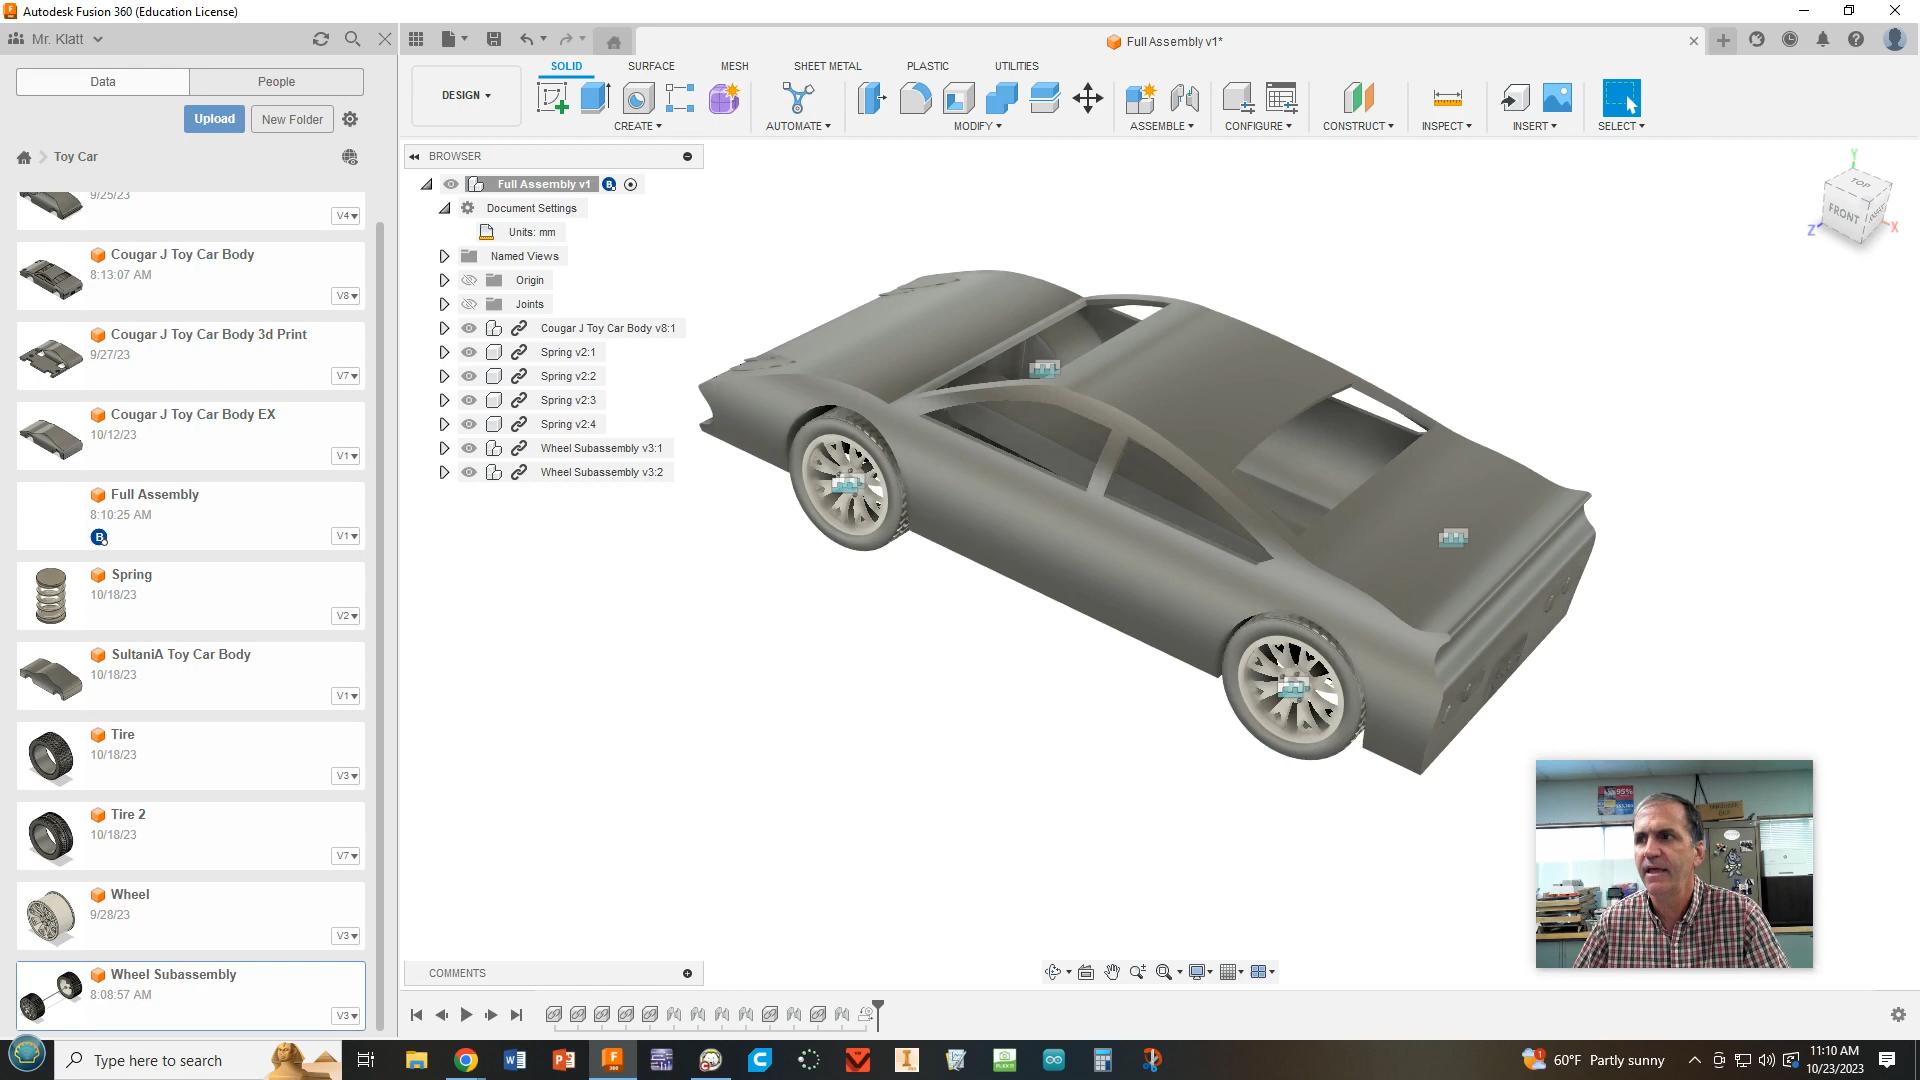 Autodesk Fusion 360 (Education License)
Mr. Klatt
Full Assembly v1*
Data
People
Upload
New Folder
Toy Car
9/25/23
V4
Cougar J Toy Car Body
8:13:07 AM
V8
Cougar J Toy Car Body 3d Print
9/27/23
V7
Cougar J Toy Car Body EX
10/12/23
V1
Full Assembly
8:10:25 AM
B
V1
Spring
10/18/23
V2
SultaniA Toy Car Body
10/18/23
V1
Tire
10/18/23
V3
Tire 2
10/18/23
V7
Wheel
9/28/23
V3
Wheel Subassembly
8:08:57 AM
V3
DESIGN
SOLID SURFACE MESH SHEET METAL PLASTIC UTILITIES
CREATE AUTOMATE MODIFY ASSEMBLE CONFIGURE CONSTRUCT INSPECT INSERT SELECT
BROWSER
Full Assembly v1 B
Document Settings
Units: mm
Named Views
Origin
Joints
Cougar J Toy Car Body v8:1
Spring v2:1
Spring v2:2
Spring v2:3
Spring v2:4
Wheel Subassembly v3:1
Wheel Subassembly v3:2
Y
TOP
FRONT
Z
X
95%
COMMENTS
Type here to search
60°F Partly sunny
11:10 AM
10/23/2023